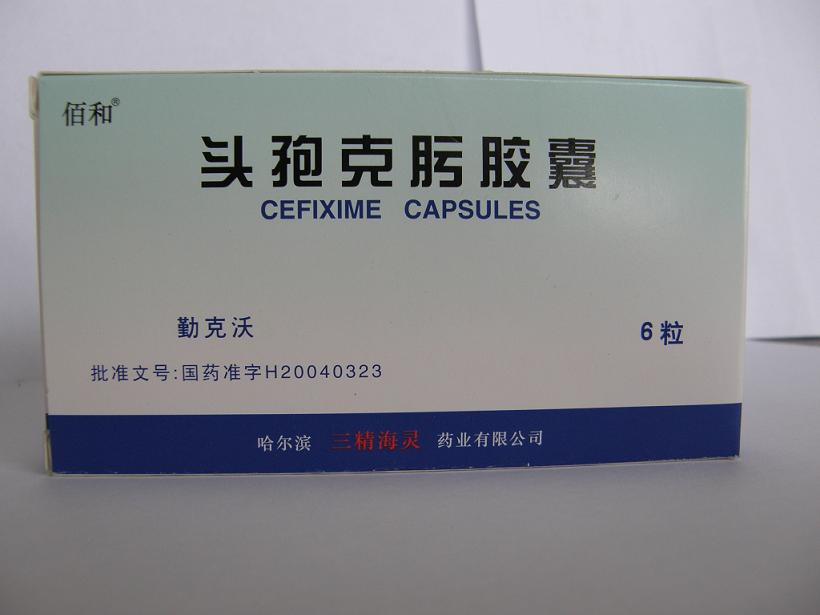 佰和®
头孢克肟胶囊
CEFIXIME CAPSULES
勤克沃
6粒
批准文号:国药准字H20040323
哈尔滨 三精海灵 药业有限公司